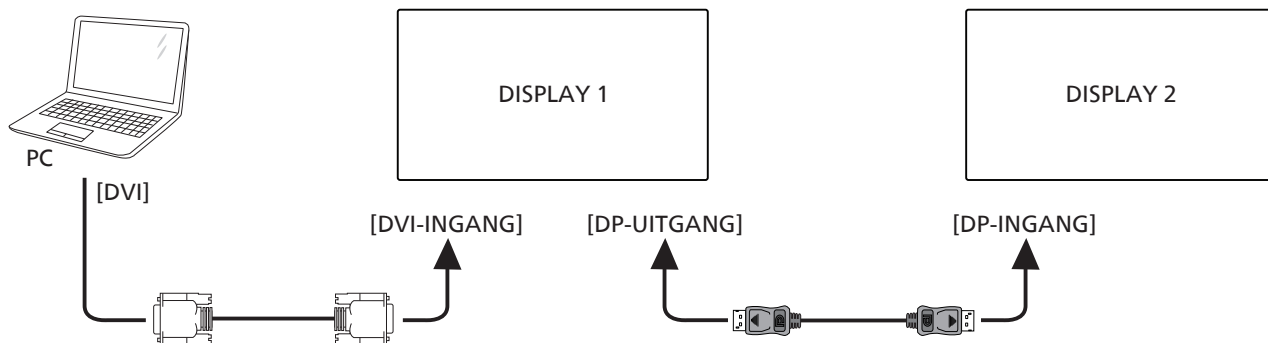 DISPLAY 1
DISPLAY 2
PC
[DVI]
[DVI-INGANG]
[DP-UITGANG]
[DP-INGANG]